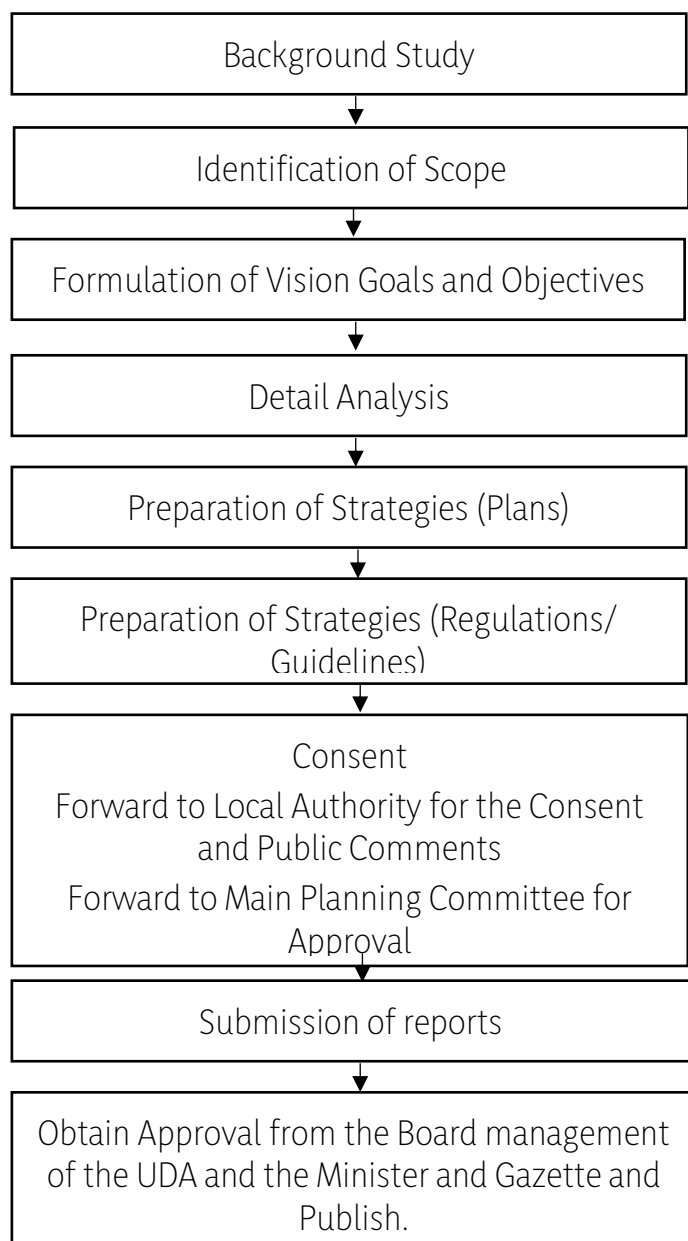 Background Study
Identification of Scope
Formulation of Vision Goals and Objectives
Detail Analysis
Preparation of Strategies (Plans)
Preparation of Strategies (Regulations/
Guidelines)
Consent
Forward to Local Authority for the Consent
and Public Comments
Forward to Main Planning Committee for
Approval
Submission of reports
Obtain Approval from the Board management
of the UDA and the Minister and Gazette and
Publish.